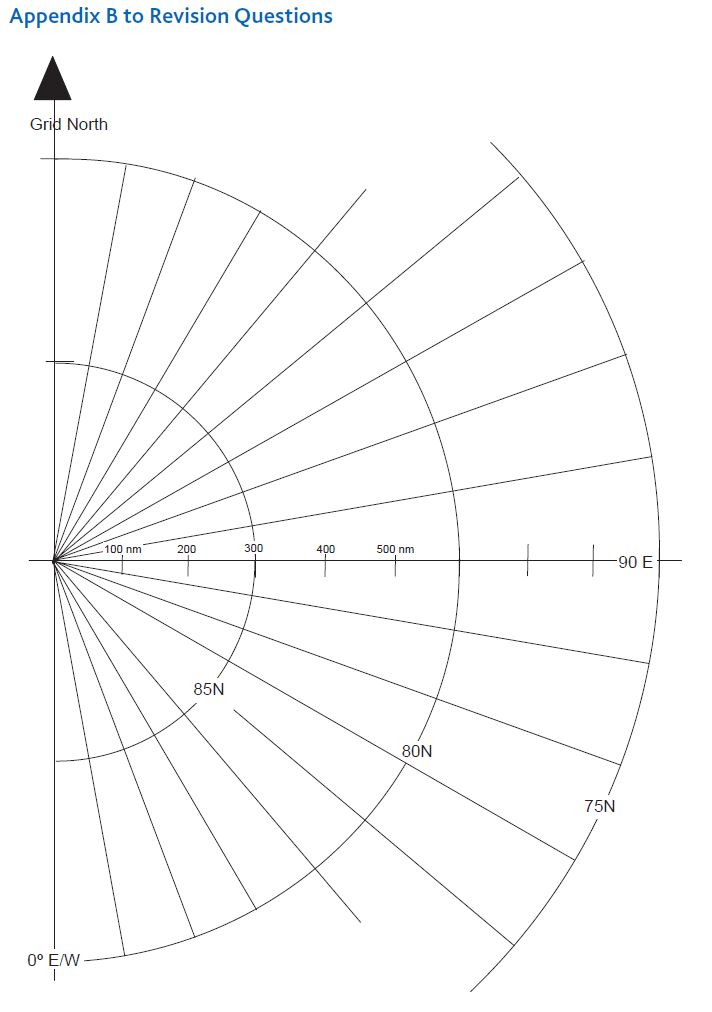 Appendix B to Revision Questions
Grid North
100 nm 200 300 400 500 nm
90 E
85N
80N
75N
0º E/W